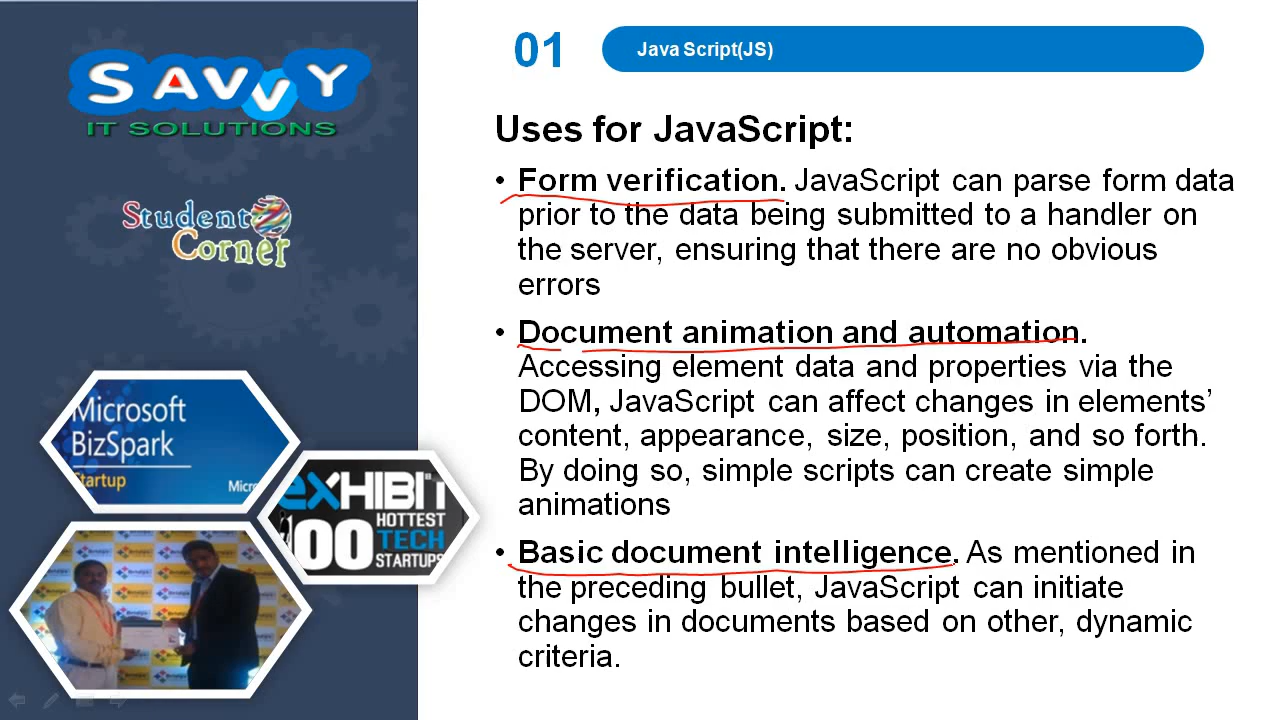 SAVVY
IT SOLUTIONS
Student
Corner
Microsoft
BizSpark
Startup
Micro
EXHIBIT
100
HOTTEST
TECH
STARTUPS
01
Java Script(JS)
Uses for JavaScript:
• Form verification. JavaScript can parse form data
prior to the data being submitted to a handler on
the server, ensuring that there are no obvious
errors
• Document animation and automation.
Accessing element data and properties via the
DOM, JavaScript can affect changes in elements’
content, appearance, size, position, and so forth.
By doing so, simple scripts can create simple
animations
• Basic document intelligence. As mentioned in
the preceding bullet, JavaScript can initiate
changes in documents based on other, dynamic
criteria.